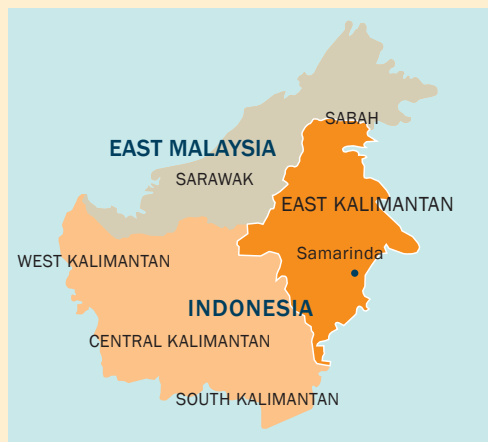 SABAH
EAST MALAYSIA
SARAWAK
EAST KALIMANTAN
Samarinda
WEST KALIMANTAN
INDONESIA
CENTRAL KALIMANTAN
SOUTH KALIMANTAN